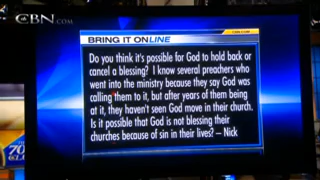 CBN.com
CBN.COM
BRING IT ONLINE
Do you think it's possible for God to hold back or
cancel a blessing? I know several preachers who
went into the ministry because they say God was
calling them to it, but after years of them being
at it, they haven't seen God move in their church.
Is it possible that God is not blessing their
churches because of sin in their lives? – Nick
700